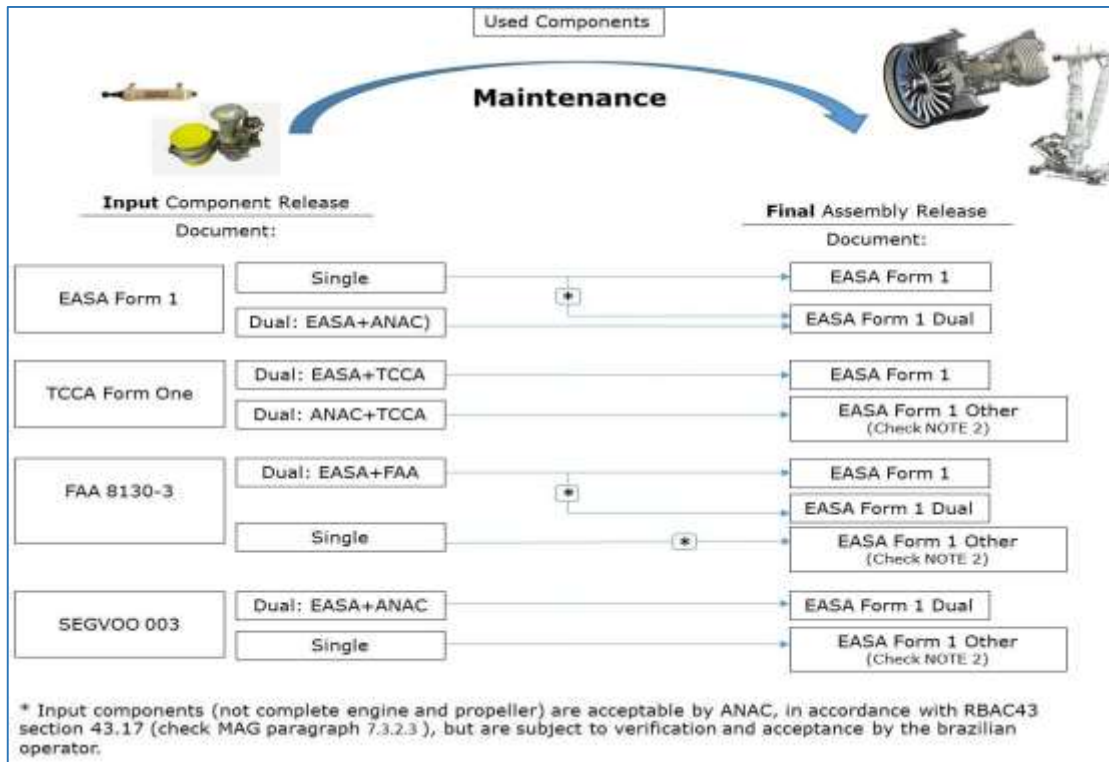 Used Components
Maintenance
Input Component Release
Document:
Final Assembly Release
Document:
EASA Form 1
Single
*
EASA Form 1
Dual: EASA+ANAC)
EASA Form 1 Dual
TCCA Form One
Dual: EASA+TCCA
EASA Form 1
Dual: ANAC+TCCA
EASA Form 1 Other
(Check NOTE 2)
FAA 8130-3
Dual: EASA+FAA
*
EASA Form 1
EASA Form 1 Dual
Single
*
EASA Form 1 Other
(Check NOTE 2)
SEGVOO 003
Dual: EASA+ANAC
EASA Form 1 Dual
Single
EASA Form 1 Other
(Check NOTE 2)
* Input components (not complete engine and propeller) are acceptable by ANAC, in accordance with RBAC43
section 43.17 (check MAG paragraph 7.3.2.3 ), but are subject to verification and acceptance by the brazilian
operator.